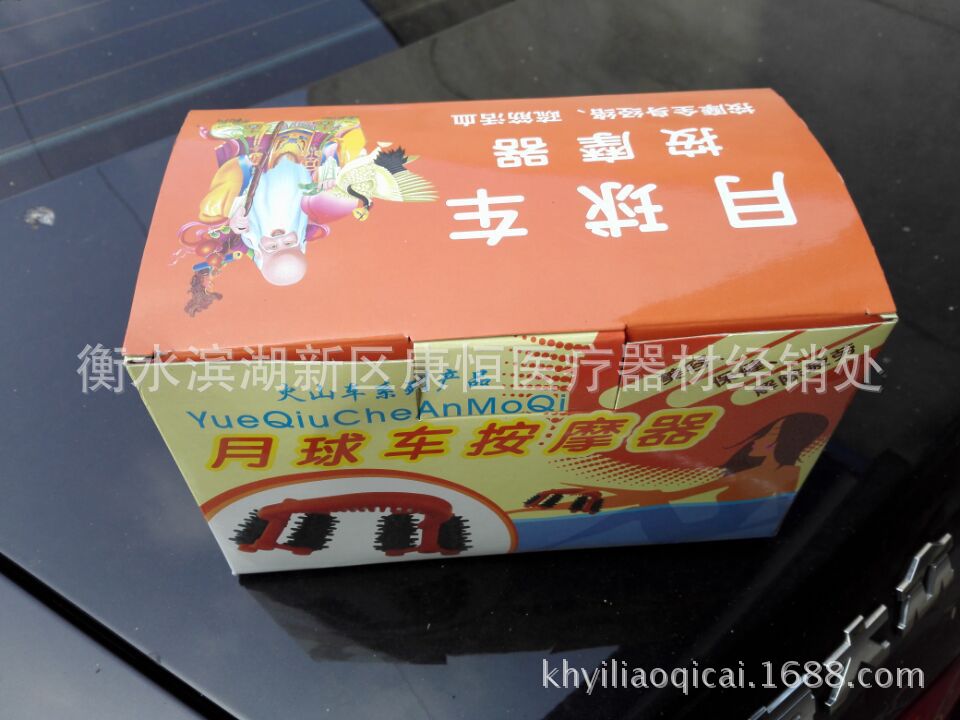 月球车
按摩器
按摩全身经络、疏筋活血
衡水滨湖新区康恒医疗器材经销处
火山车系列产品
YueQiuCheAnMoQi
月球车按摩器
khyiliaoqicai.1688.com